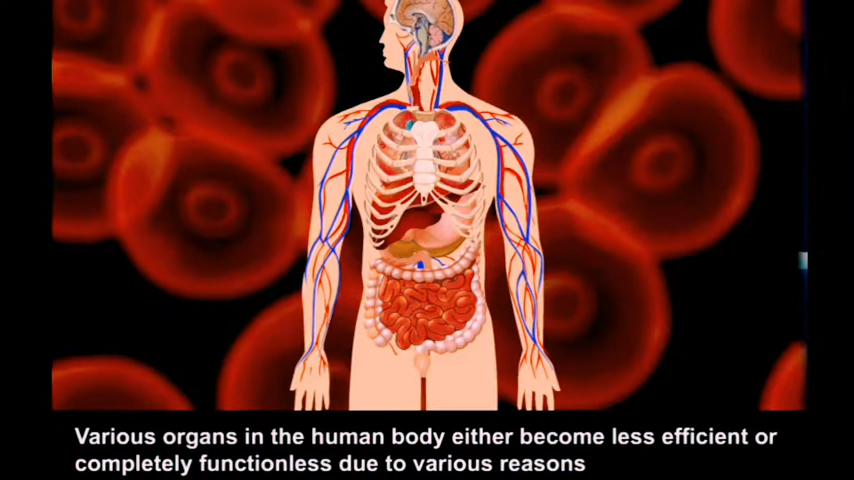 Various organs in the human body either become less efficient or
completely functionless due to various reasons